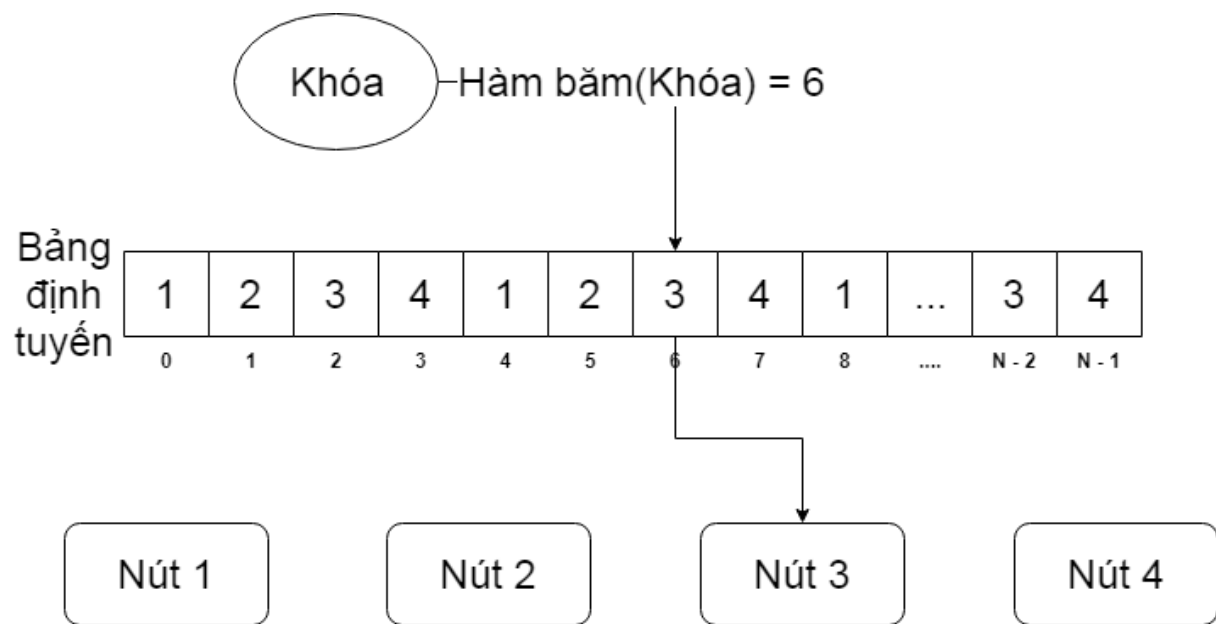 Khóa
Hàm băm(Khóa) = 6
Bảng
định
tuyến
1 2 3 4 1 2 3 4 1 ... 3 4
0 1 2 3 4 5 6 7 8 .... N - 2 N - 1
Nút 1 Nút 2 Nút 3 Nút 4